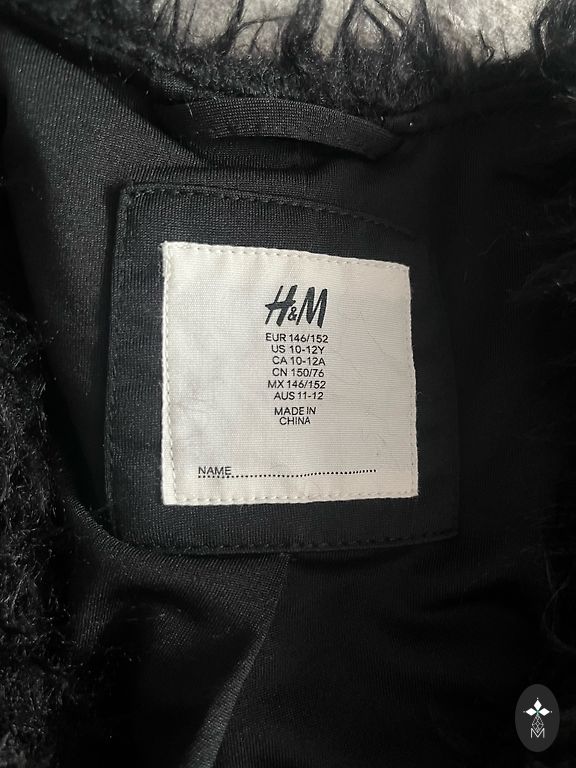 H&M
EUR 146/152
US 10-12Y
CA 10-12A
CN 150/76
MX 146/152
AUS 11-12
MADE IN
CHINA
NAME
M